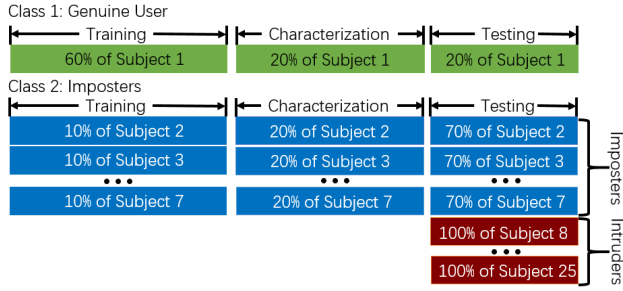 Class 1: Genuine User
Training Characterization Testing
60% of Subject 1 20% of Subject 1 20% of Subject 1
Class 2: Imposters
Training Characterization Testing
10% of Subject 2 20% of Subject 2 70% of Subject 2
10% of Subject 3 20% of Subject 3 70% of Subject 3
••• ••• •••
10% of Subject 7 20% of Subject 7 70% of Subject 7
Imposters
100% of Subject 8
•••
100% of Subject 25
Intruders